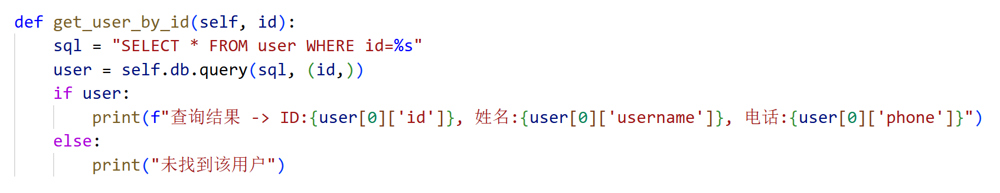 def get_user_by_id(self, id):
    sql = "SELECT * FROM user WHERE id=%s"
    user = self.db.query(sql, (id,))
    if user:
        print(f"查询结果 -> ID:{user[0]['id']}, 姓名:{user[0]['username']}, 电话:{user[0]['phone']}")
    else:
        print("未找到该用户")